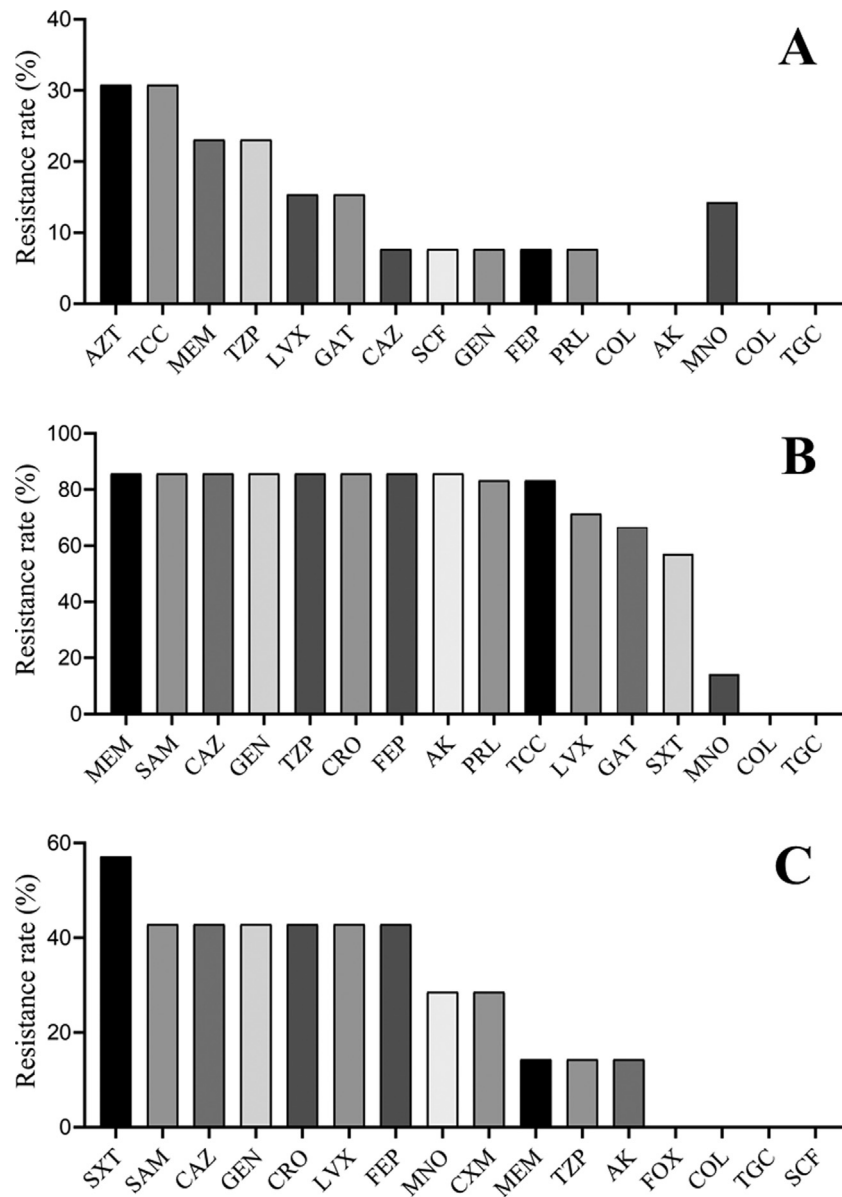 A
Resistance rate (%)
40
30
20
10
0
AZT TCC MEM TZP LVX GAT CAZ SCF GEN FEP PRL COL AK MNO COL TGC
B
Resistance rate (%)
100
80
60
40
20
0
MEM SAM CAZ GEN TZP CRO FEP AK PRL TCC LVX GAT SXT MNO COL TGC
C
Resistance rate (%)
60
40
20
0
SXT SAM CAZ GEN CRO LVX FEP MNO CXM MEM TZP AK FOX COL TGC SCF